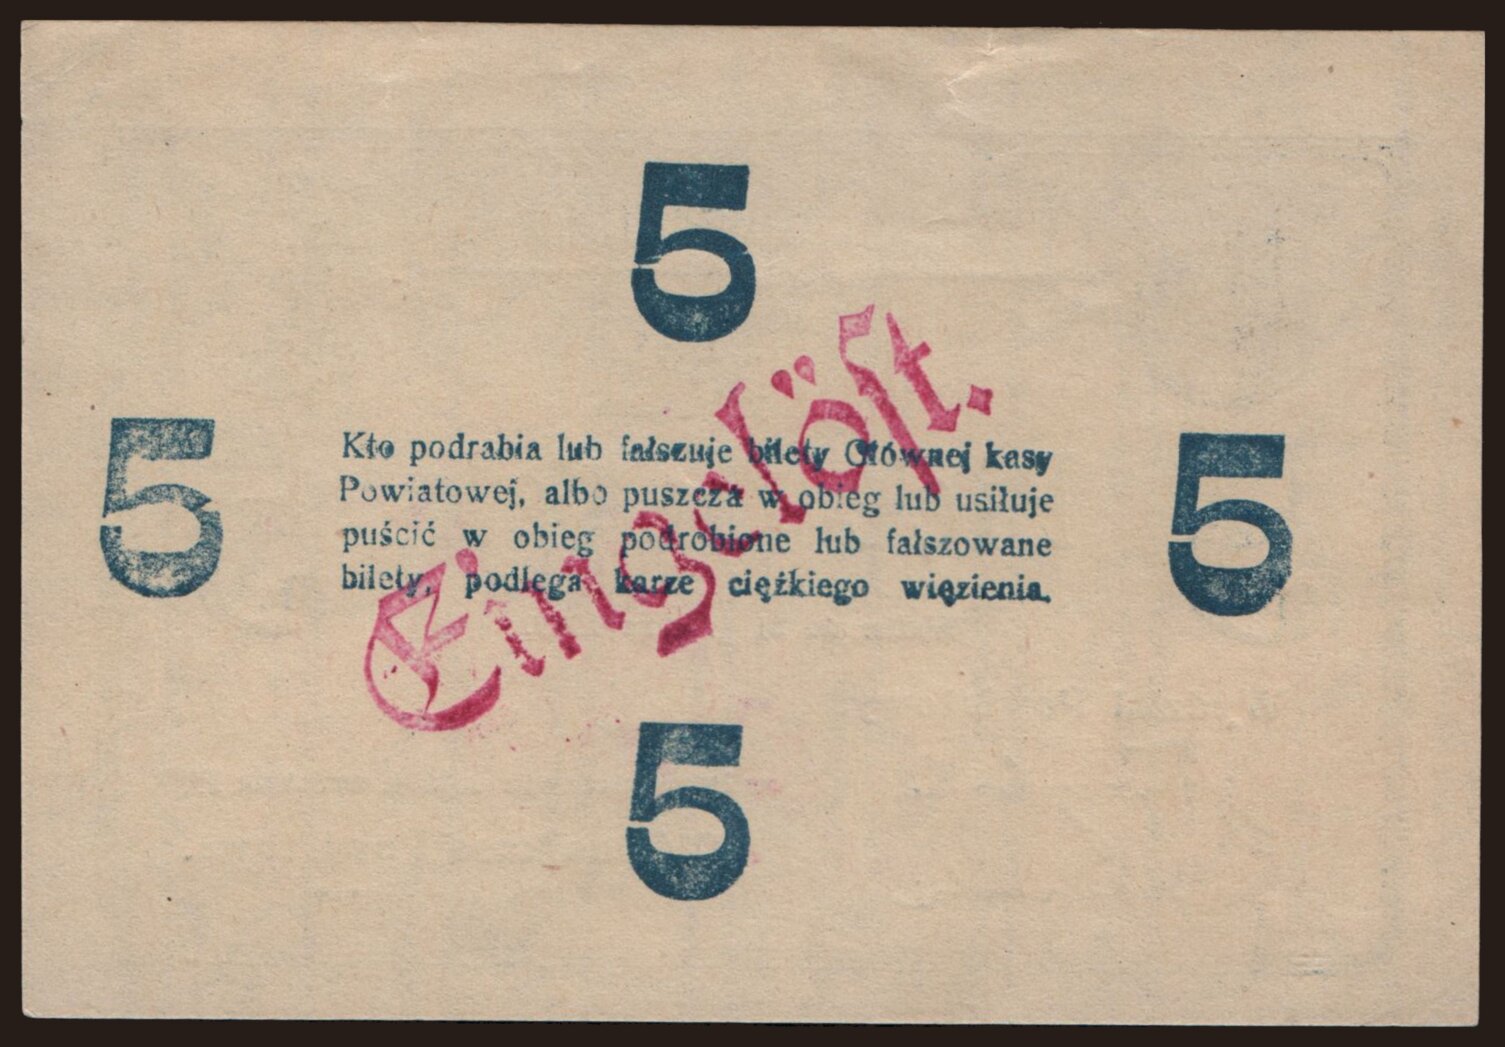 5
5
Kto podrabia lub fałszuje bilety Głównej kasy
Powiatowej, albo puszcza w obieg lub usiłuje
puścić w obieg podrobione lub fałszowane
bilety, podlega karze ciężkiego więzienia.
5
Eingelöſt.
5